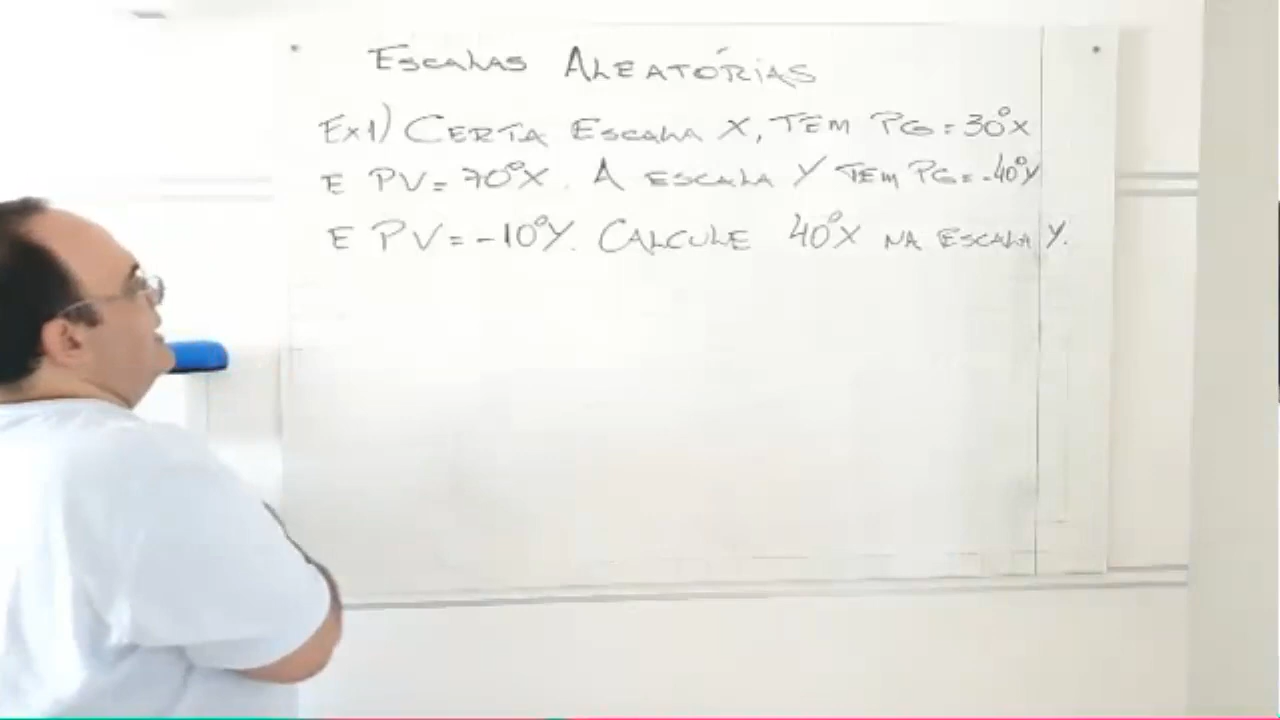 ESCALAS ALEATÓRIAS
EX1) CERTA ESCALA X, TEM PG = 30°X
E PV = 70°X. A ESCALA Y TEM PG = -40°Y
E PV = -10°Y. CALCULE 40°X NA ESCALA Y.